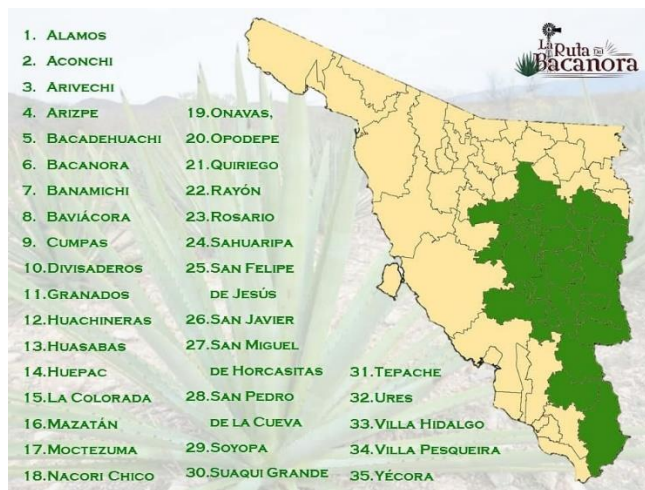 1. ALAMOS
2. ACONCHI
3. ARIVECHI
4. ARIZPE
5. BACADEHUACHI
6. BACANORA
7. BANAMICHI
8. BAVIÁCORA
9. CUMPAS
10. DIVISADEROS
11. GRANADOS
12. HUACHINERAS
13. HUASABAS
14. HUEPAC
15. LA COLORADA
16. MAZATÁN
17. MOCTEZUMA
18. NACORI CHICO
19. ONAVAS,
20. OPODEPE
21. QUIRIEGO
22. RAYÓN
23. ROSARIO
24. SAHUARIPA
25. SAN FELIPE
DE JESÚS
26. SAN JAVIER
27. SAN MIGUEL
DE HORCASITAS
28. SAN PEDRO
DE LA CUEVA
29. SOYOPA
30. SUAQUI GRANDE
31. TEPACHE
32. URES
33. VILLA HIDALGO
34. VILLA PESQUEIRA
35. YÉCORA
La Ruta Del
Bacanora